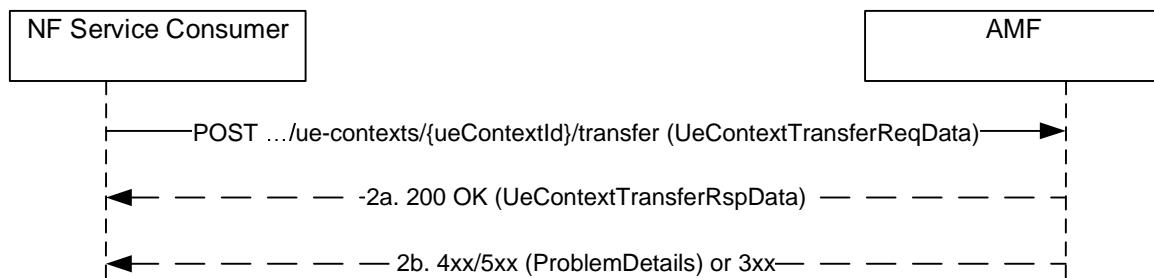 NF Service Consumer
AMF
POST …/ue-contexts/{ueContextId}/transfer (UeContextTransferReqData)
2a. 200 OK (UeContextTransferRspData)
2b. 4xx/5xx (ProblemDetails) or 3xx